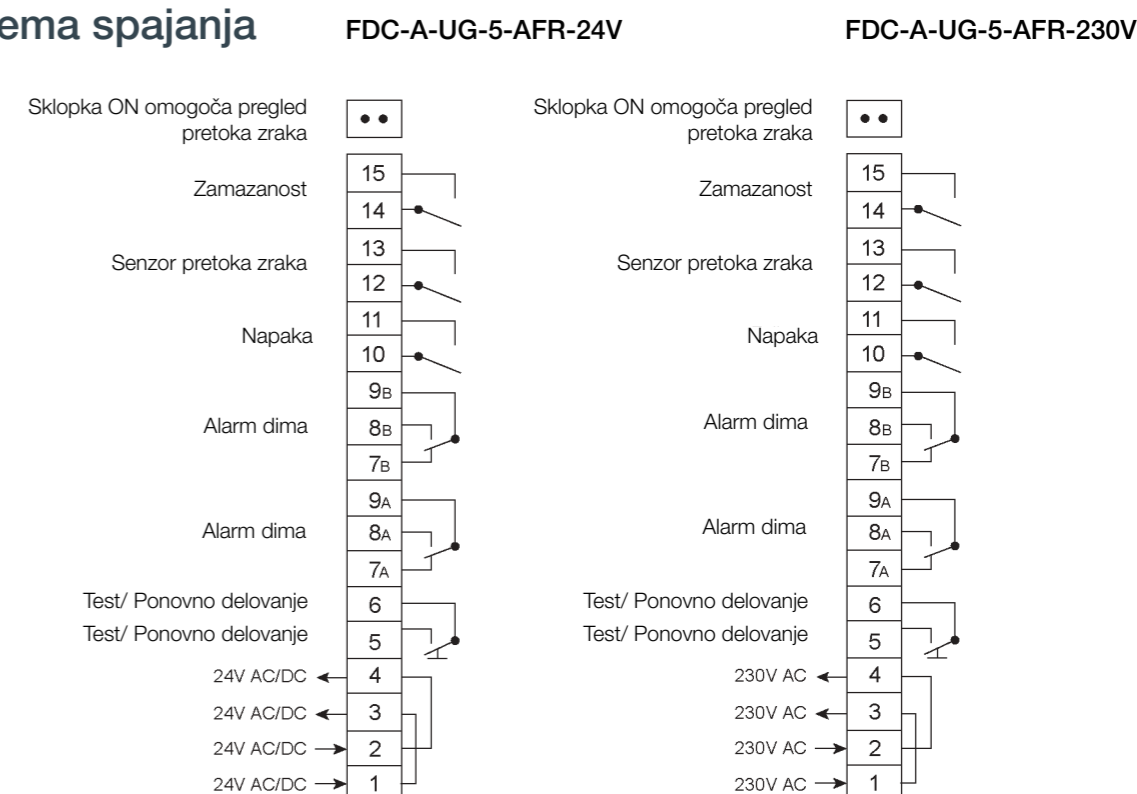 ema spajanja
FDC-A-UG-5-AFR-24V
Sklopka ON omogoča pregled
pretoka zraka
15
Zamazanost
14
13
Senzor pretoka zraka
12
11
Napaka
10
9B
Alarm dima
8B
7B
9A
Alarm dima
8A
7A
Test/ Ponovno delovanje
6
Test/ Ponovno delovanje
5
24V AC/DC
4
24V AC/DC
3
24V AC/DC
2
24V AC/DC
1
FDC-A-UG-5-AFR-230V
Sklopka ON omogoča pregled
pretoka zraka
15
Zamazanost
14
13
Senzor pretoka zraka
12
11
Napaka
10
9B
Alarm dima
8B
7B
9A
Alarm dima
8A
7A
Test/ Ponovno delovanje
6
Test/ Ponovno delovanje
5
230V AC
4
230V AC
3
230V AC
2
230V AC
1